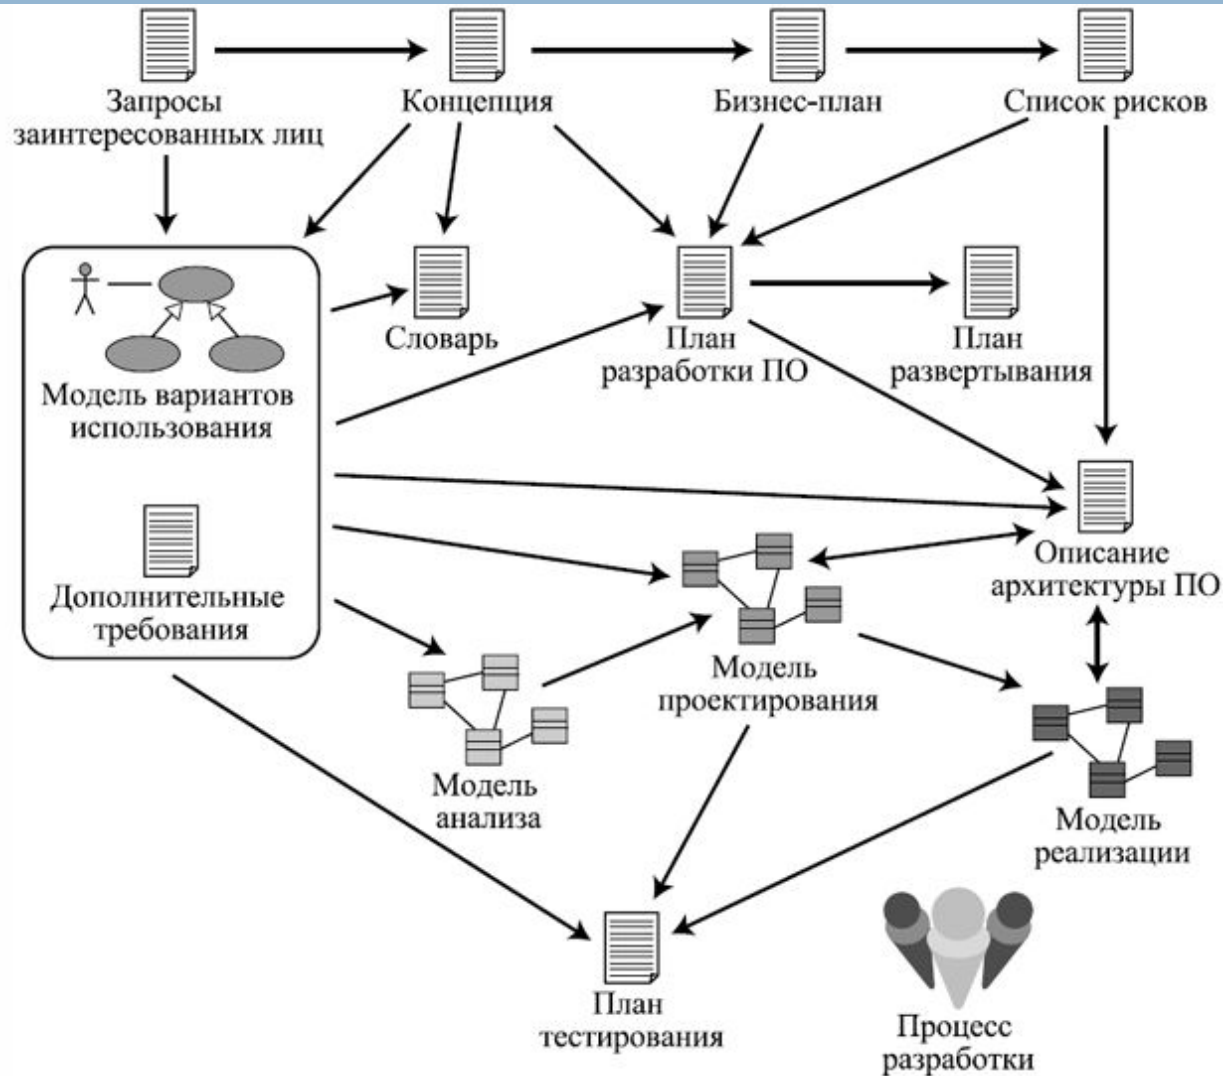 Запросы
заинтересованных лиц
Концепция
Бизнес-план
Список рисков
Модель вариантов
использования
Дополнительные
требования
Словарь
План
разработки ПО
План
развертывания
Описание
архитектуры ПО
Модель
проектирования
Модель
анализа
Модель
реализации
План
тестирования
Процесс
разработки